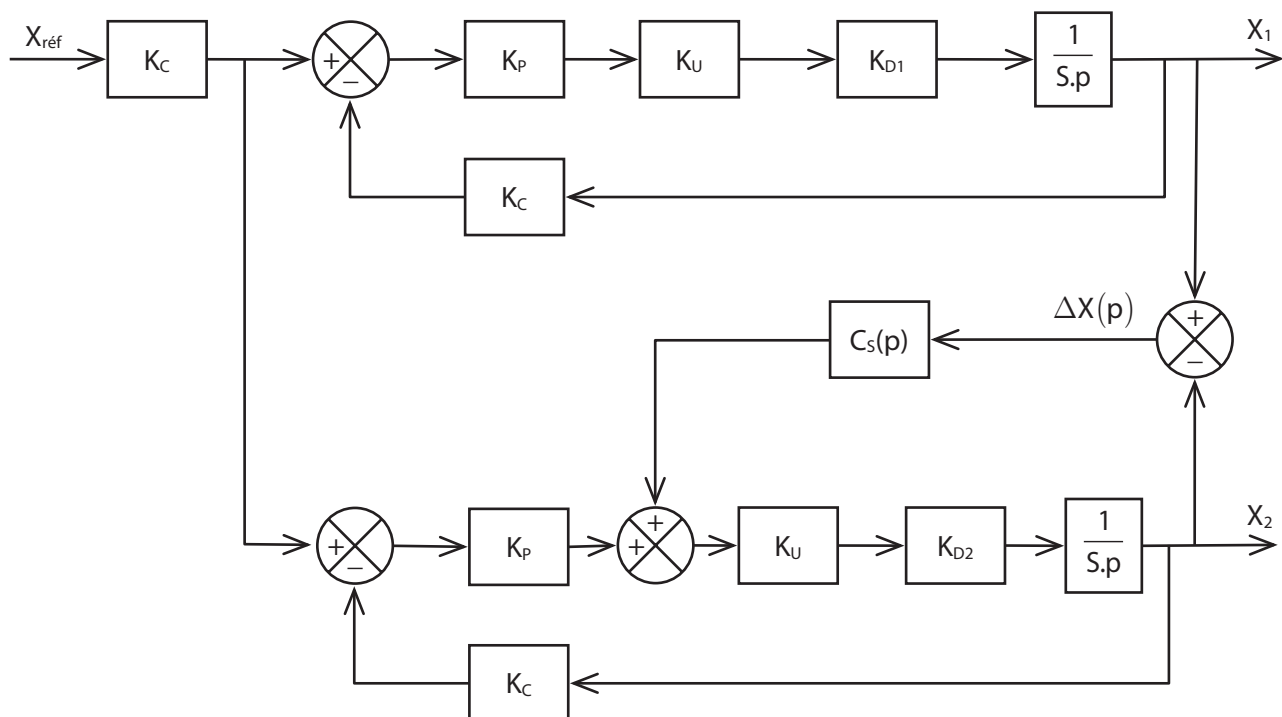 Xréf
KC
+
−
KP
KU
KD1
1
S.p
X1
KC
+
−
ΔX(p)
CS(p)
+
−
KP
+
+
KU
KD2
1
S.p
X2
KC